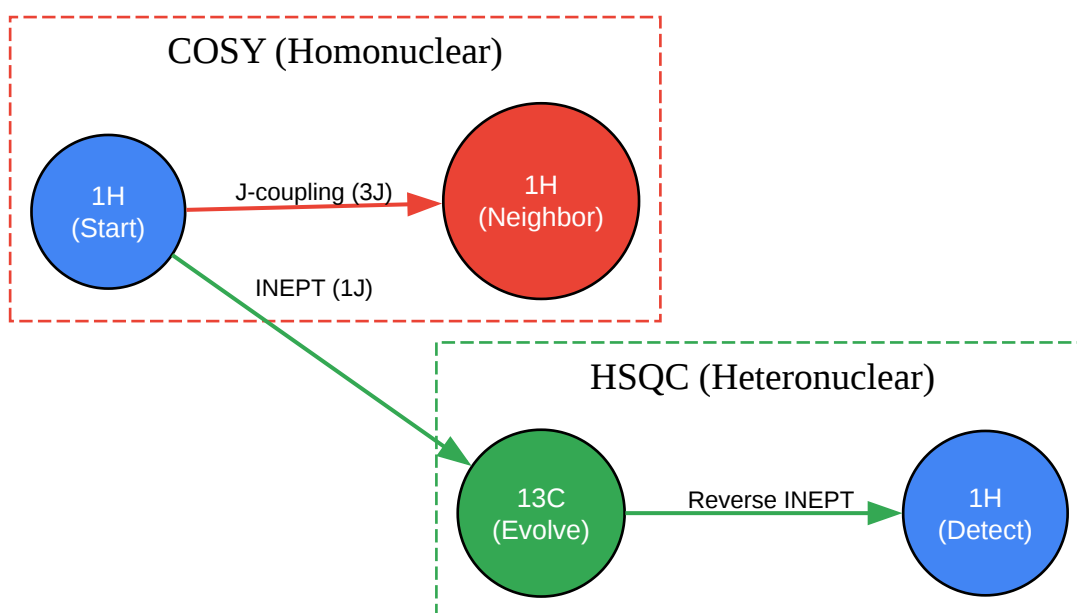 COSY (Homonuclear)
1H
(Start)
J-coupling (3J)
1H
(Neighbor)
INEPT (1J)
HSQC (Heteronuclear)
13C
(Evolve)
Reverse INEPT
1H
(Detect)